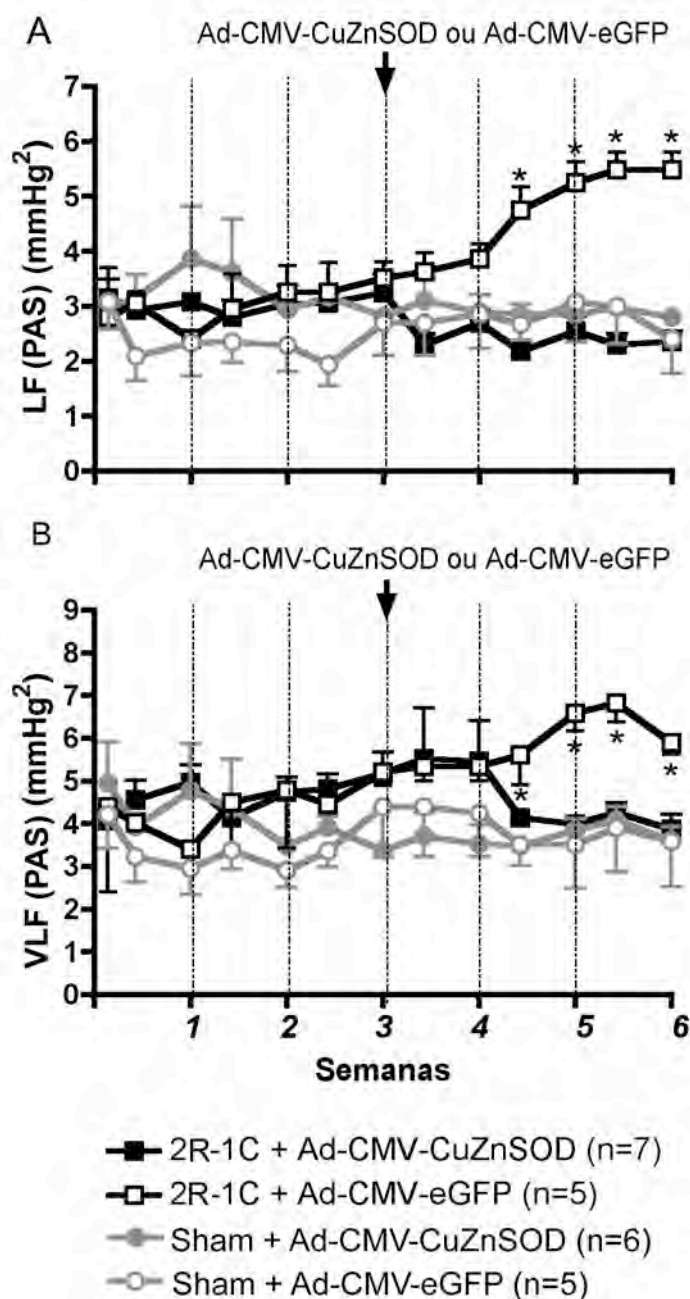 A
Ad-CMV-CuZnSOD ou Ad-CMV-eGFP
7
6
5
4
3
2
1
0
LF (PAS) (mmHg²)
* * * *
B
Ad-CMV-CuZnSOD ou Ad-CMV-eGFP
9
8
7
6
5
4
3
2
1
0
VLF (PAS) (mmHg²)
* * * *
1 2 3 4 5 6
Semanas
2R-1C + Ad-CMV-CuZnSOD (n=7)
2R-1C + Ad-CMV-eGFP (n=5)
Sham + Ad-CMV-CuZnSOD (n=6)
Sham + Ad-CMV-eGFP (n=5)